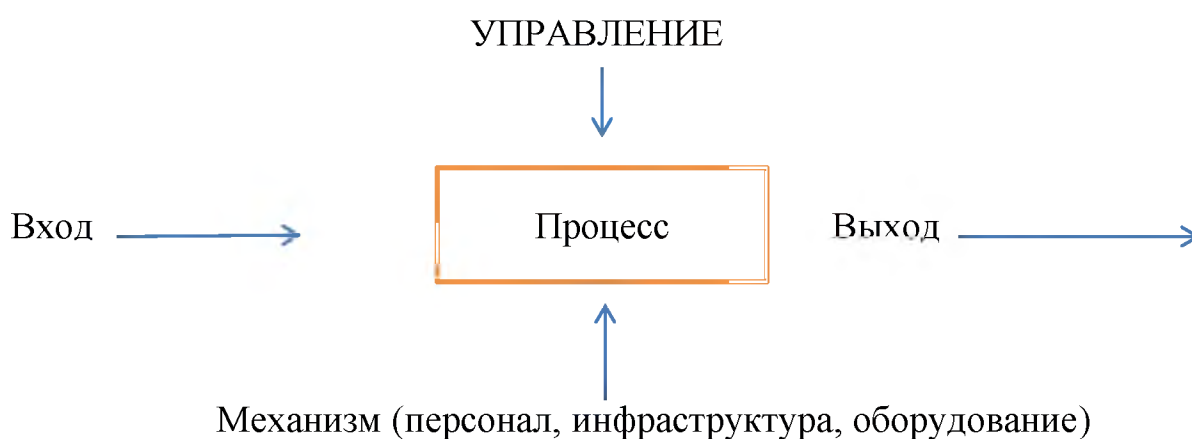 УПРАВЛЕНИЕ
Вход
Процесс
Выход
Механизм (персонал, инфраструктура, оборудование)